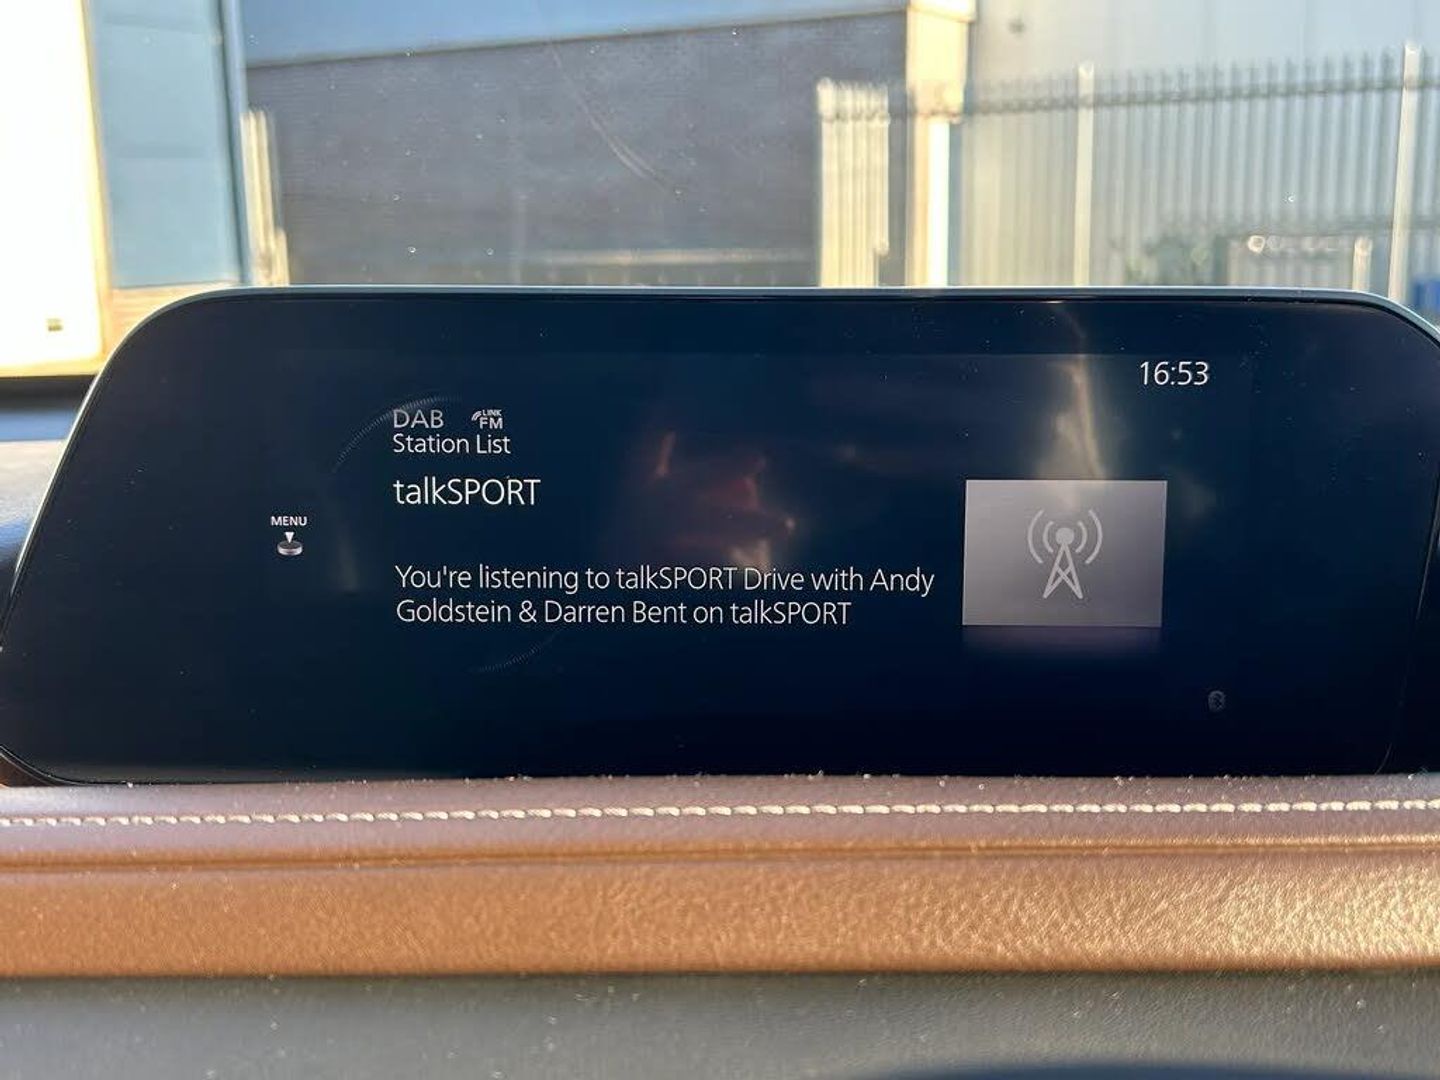 16:53
DAB LINK FM
Station List
talkSPORT
MENU
You're listening to talkSPORT Drive with Andy
Goldstein & Darren Bent on talkSPORT